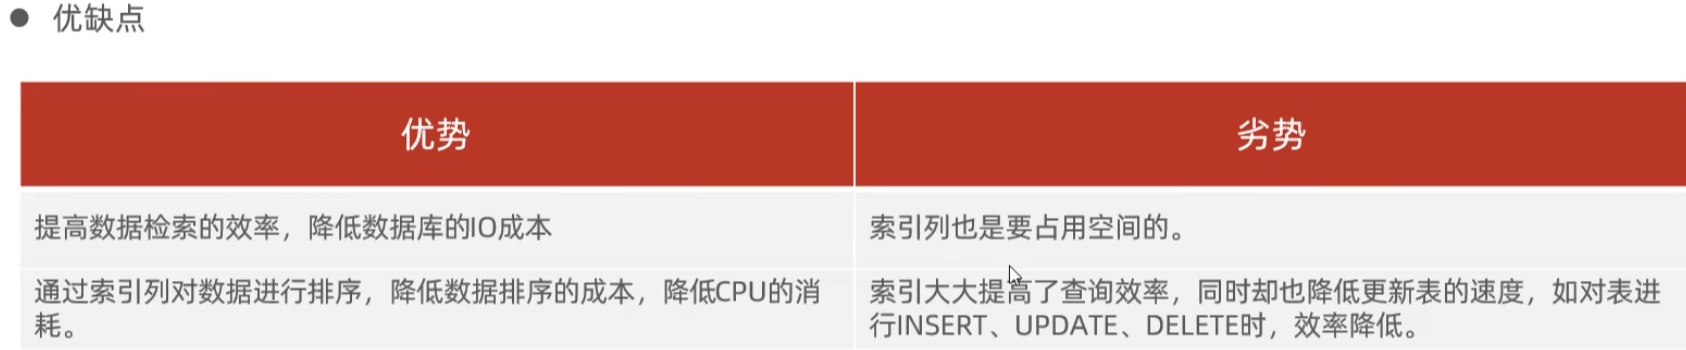 优缺点
优势
劣势
提高数据检索的效率，降低数据库的IO成本
索引列也是要占用空间的。
通过索引列对数据进行排序，降低数据排序的成本，降低CPU的消
耗。
索引大大提高了查询效率，同时却也降低更新表的速度，如对表进
行INSERT、UPDATE、DELETE时，效率降低。